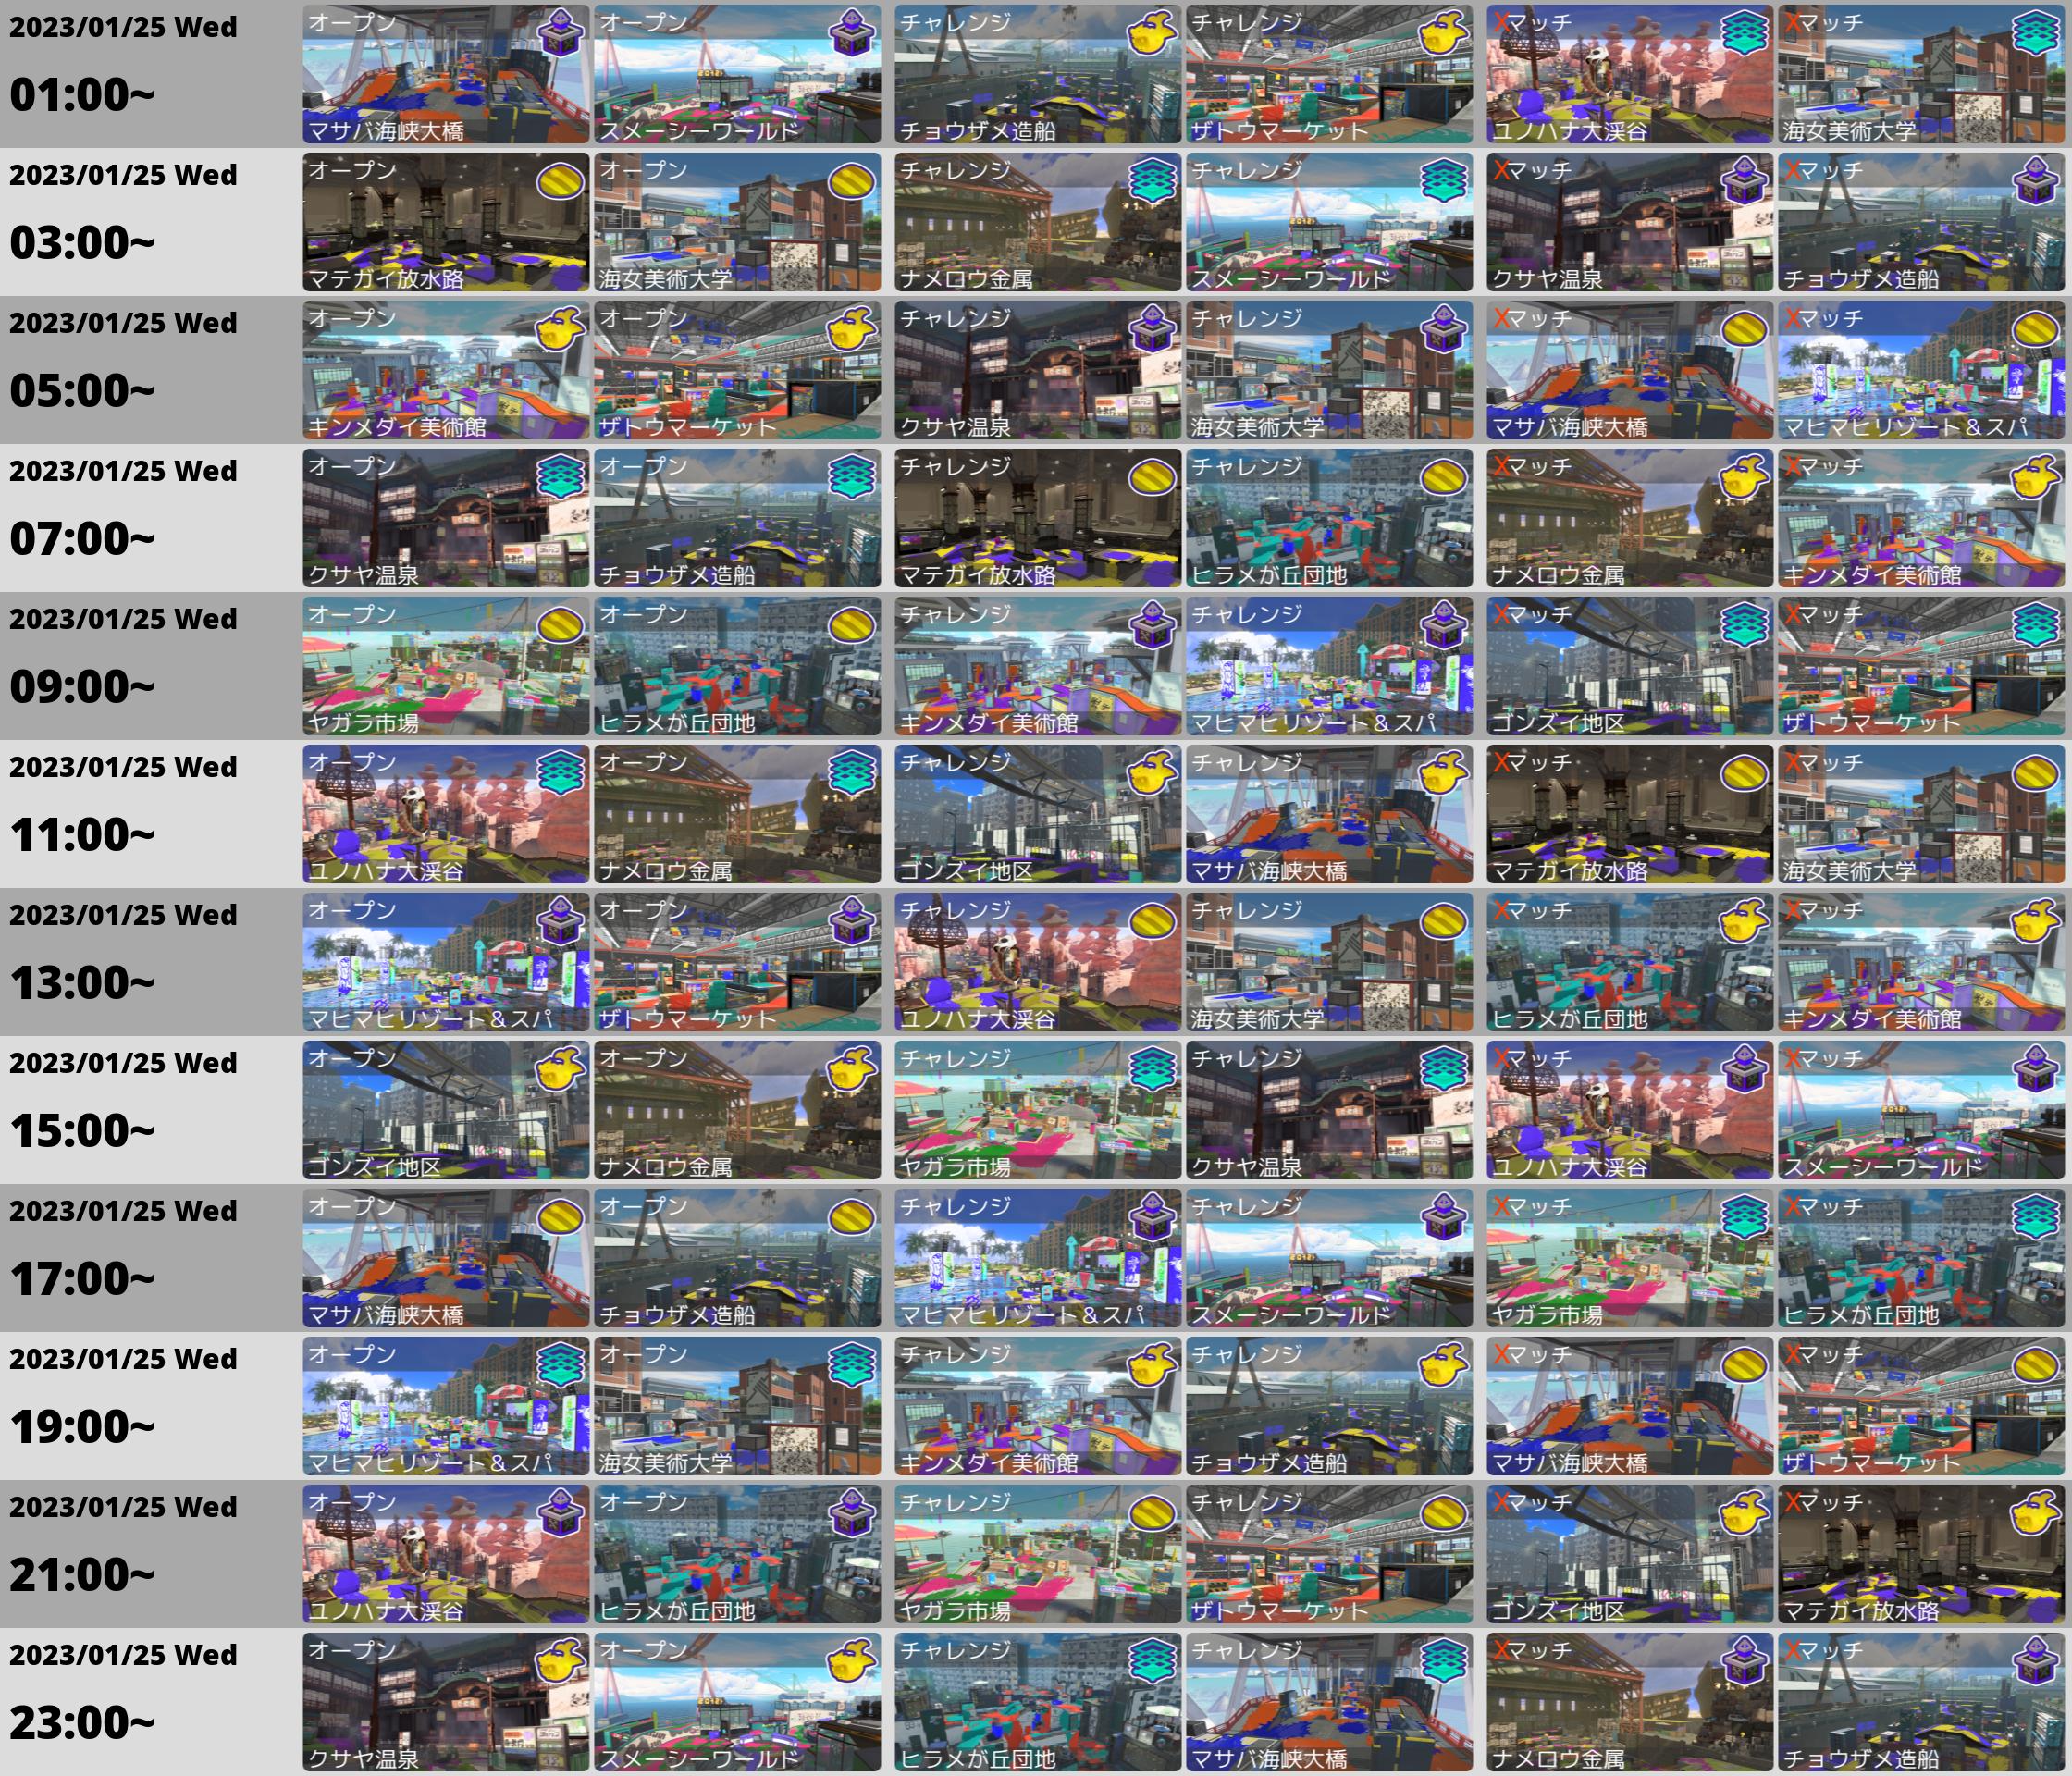 2023/01/25 Wed
01:00~
オープン オープン チャレンジ チャレンジ Xマッチ Xマッチ
マサバ海峡大橋 スメーシーワールド チョウザメ造船 ザトウマーケット ユノハナ大渓谷 海女美術大学
2023/01/25 Wed
03:00~
オープン オープン チャレンジ チャレンジ Xマッチ Xマッチ
マテガイ放水路 海女美術大学 ナメロウ金属 スメーシーワールド クサヤ温泉 チョウザメ造船
2023/01/25 Wed
05:00~
オープン オープン チャレンジ チャレンジ Xマッチ Xマッチ
キンメダイ美術館 ザトウマーケット クサヤ温泉 海女美術大学 マサバ海峡大橋 マヒマヒリゾート&スパ
2023/01/25 Wed
07:00~
オープン オープン チャレンジ チャレンジ Xマッチ Xマッチ
クサヤ温泉 チョウザメ造船 マテガイ放水路 ヒラメが丘団地 ナメロウ金属 キンメダイ美術館
2023/01/25 Wed
09:00~
オープン オープン チャレンジ チャレンジ Xマッチ Xマッチ
ヤガラ市場 ヒラメが丘団地 キンメダイ美術館 マヒマヒリゾート&スパ ゴンズイ地区 ザトウマーケット
2023/01/25 Wed
11:00~
オープン オープン チャレンジ チャレンジ Xマッチ Xマッチ
ユノハナ大渓谷 ナメロウ金属 ゴンズイ地区 マサバ海峡大橋 マテガイ放水路 海女美術大学
2023/01/25 Wed
13:00~
オープン オープン チャレンジ チャレンジ Xマッチ Xマッチ
マヒマヒリゾート&スパ ザトウマーケット ユノハナ大渓谷 海女美術大学 ヒラメが丘団地 キンメダイ美術館
2023/01/25 Wed
15:00~
オープン オープン チャレンジ チャレンジ Xマッチ Xマッチ
ゴンズイ地区 ナメロウ金属 ヤガラ市場 クサヤ温泉 ユノハナ大渓谷 スメーシーワールド
2023/01/25 Wed
17:00~
オープン オープン チャレンジ チャレンジ Xマッチ Xマッチ
マサバ海峡大橋 チョウザメ造船 マヒマヒリゾート&スパ スメーシーワールド ヤガラ市場 ヒラメが丘団地
2023/01/25 Wed
19:00~
オープン オープン チャレンジ チャレンジ Xマッチ Xマッチ
マヒマヒリゾート&スパ 海女美術大学 キンメダイ美術館 チョウザメ造船 マサバ海峡大橋 ザトウマーケット
2023/01/25 Wed
21:00~
オープン オープン チャレンジ チャレンジ Xマッチ Xマッチ
ユノハナ大渓谷 ヒラメが丘団地 ヤガラ市場 ザトウマーケット ゴンズイ地区 マテガイ放水路
2023/01/25 Wed
23:00~
オープン オープン チャレンジ チャレンジ Xマッチ Xマッチ
クサヤ温泉 スメーシーワールド ヒラメが丘団地 マサバ海峡大橋 ナメロウ金属 チョウザメ造船